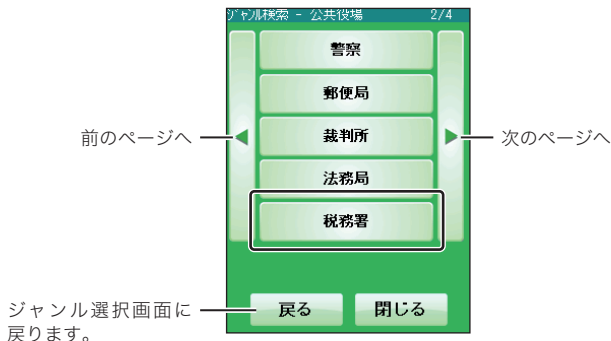 ジャンル検索 - 公共役場 2/4
警察
郵便局
前のページへ
裁判所
次のページへ
法務局
税務署
ジャンル選択画面に
戻ります。
戻る
閉じる